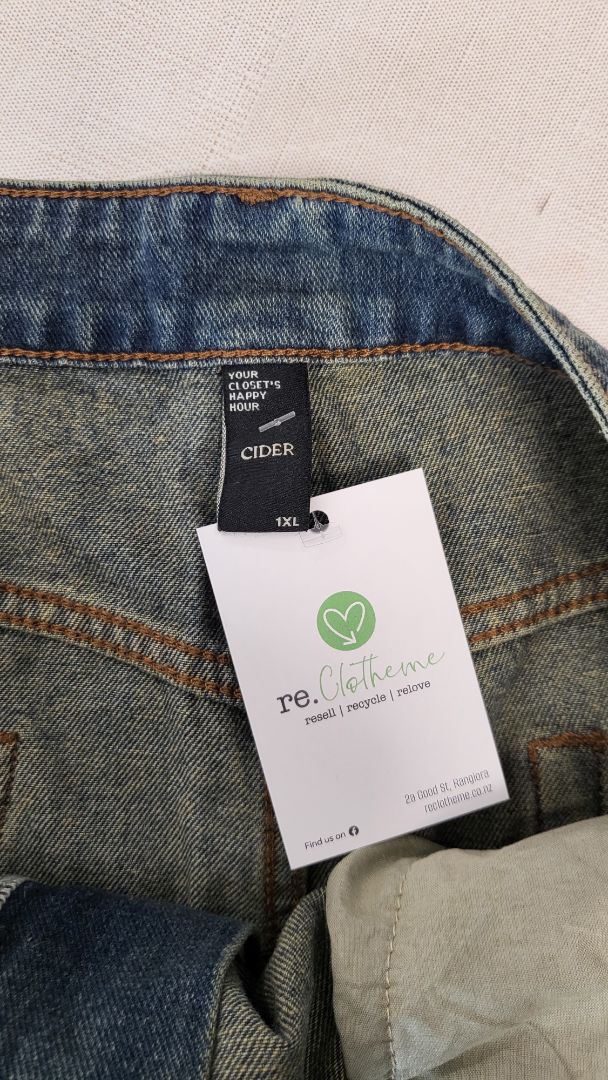 YOUR
CLOSET'S
HAPPY
HOUR
CIDER
1XL
re.Clotheme
resell | recycle | relove
2a Good St, Rangiora
reclotheme.co.nz
Find us on